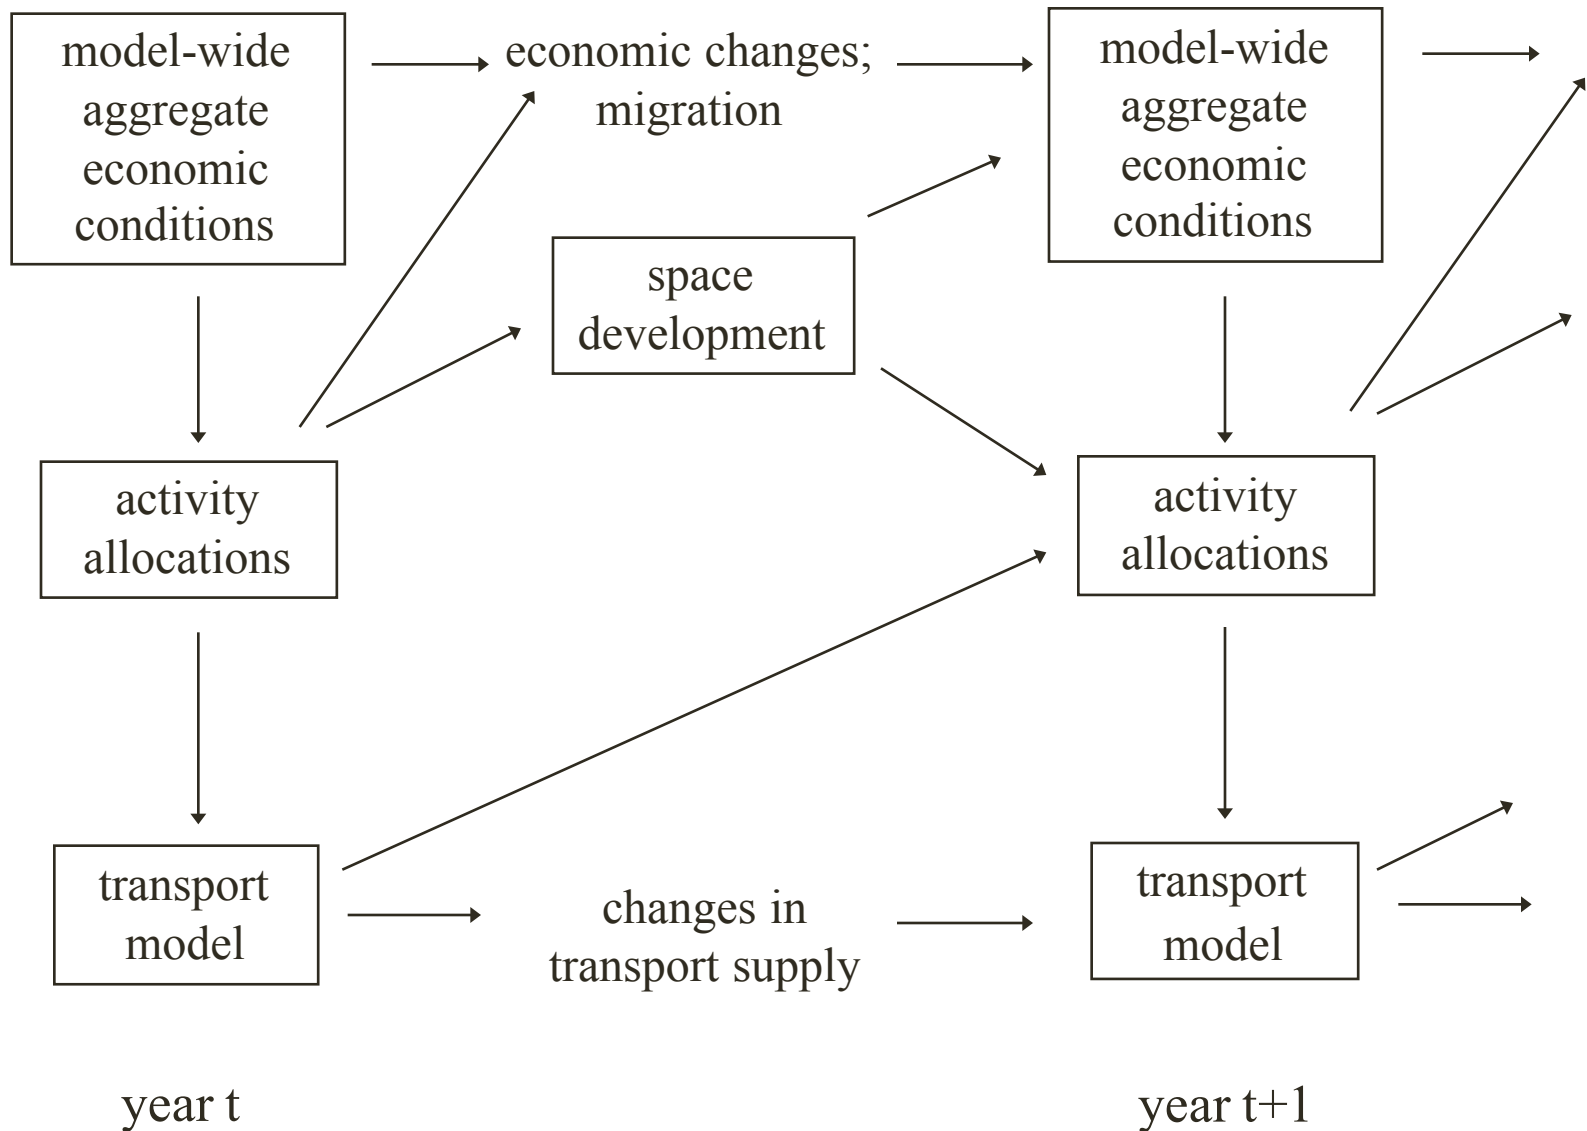 model-wide
aggregate
economic
conditions
economic changes;
migration
model-wide
aggregate
economic
conditions
space
development
activity
allocations
activity
allocations
transport
model
changes in
transport supply
transport
model
year t
year t+1